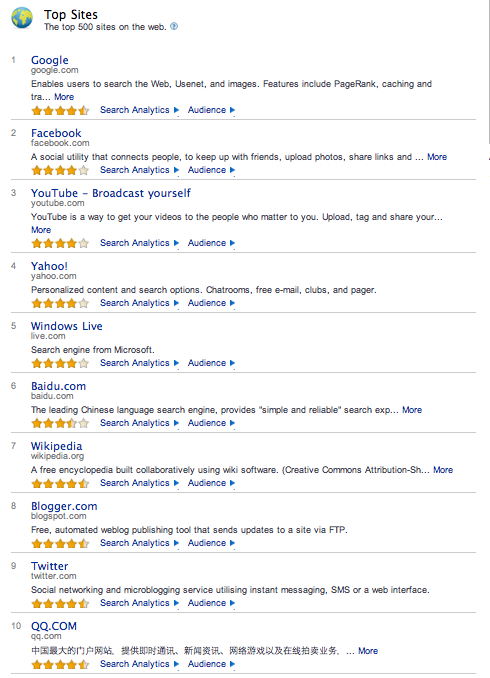 Top Sites
The top 500 sites on the web. ?
1 Google
google.com
Enables users to search the Web, Usenet, and images. Features include PageRank, caching and
tra... More
Search Analytics Audience
2 Facebook
facebook.com
A social utility that connects people, to keep up with friends, upload photos, share links and ... More
Search Analytics Audience
3 YouTube - Broadcast yourself
youtube.com
YouTube is a way to get your videos to the people who matter to you. Upload, tag and share your...
More
Search Analytics Audience
4 Yahoo!
yahoo.com
Personalized content and search options. Chatrooms, free e-mail, clubs, and pager.
Search Analytics Audience
5 Windows Live
live.com
Search engine from Microsoft.
Search Analytics Audience
6 Baidu.com
baidu.com
The leading Chinese language search engine, provides "simple and reliable" search exp... More
Search Analytics Audience
7 Wikipedia
wikipedia.org
A free encyclopedia built collaboratively using wiki software. (Creative Commons Attribution-Sh... More
Search Analytics Audience
8 Blogger.com
blogspot.com
Free, automated weblog publishing tool that sends updates to a site via FTP.
Search Analytics Audience
9 Twitter
twitter.com
Social networking and microblogging service utilising instant messaging, SMS or a web interface.
Search Analytics Audience
10 QQ.COM
qq.com
中国最大的门户网站，提供即时通讯、新闻资讯、网络游戏以及在线拍卖业务，... More
Search Analytics Audience